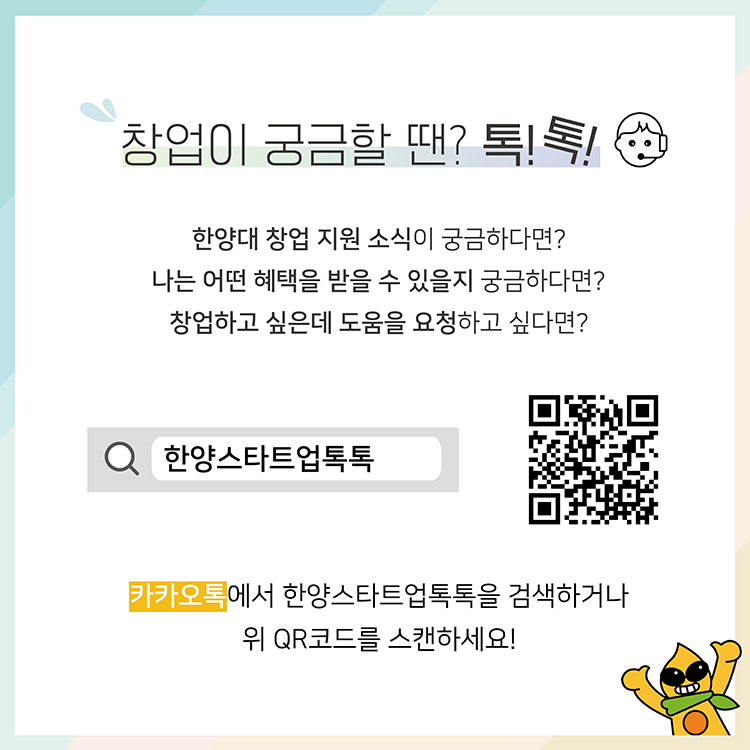 창업이 궁금할 땐? 톡!톡!
한양대 창업 지원 소식이 궁금하다면?
나는 어떤 혜택을 받을 수 있을지 궁금하다면?
창업하고 싶은데 도움을 요청하고 싶다면?
한양스타트업톡톡
카카오톡에서 한양스타트업톡톡을 검색하거나
위 QR코드를 스캔하세요!